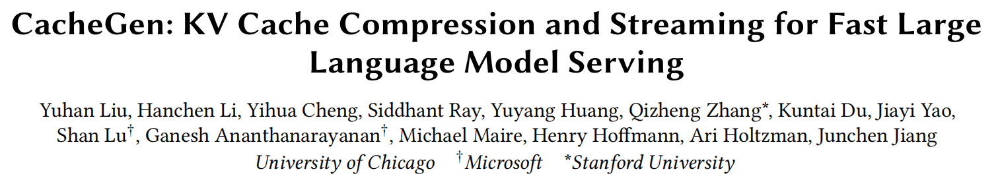 CacheGen: KV Cache Compression and Streaming for Fast Large
Language Model Serving
Yuhan Liu, Hanchen Li, Yihua Cheng, Siddhant Ray, Yuyang Huang, Qizheng Zhang*, Kuntai Du, Jiayi Yao,
Shan Lu†, Ganesh Ananthanarayanan†, Michael Maire, Henry Hoffmann, Ari Holtzman, Junchen Jiang
University of Chicago †Microsoft *Stanford University